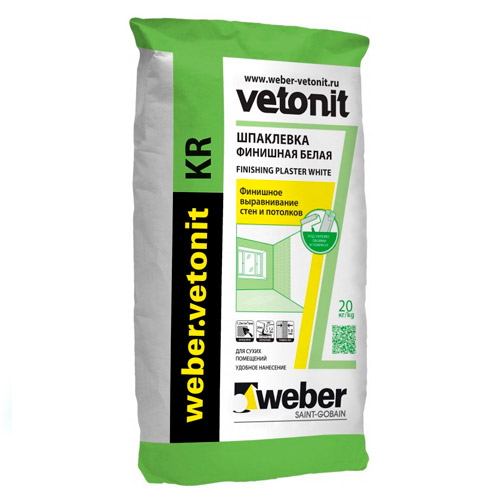 www.weber-vetonit.ru
vetonit
ШПАКЛЕВКА
ФИНИШНАЯ БЕЛАЯ
FINISHING PLASTER WHITE
Финишное
выравнивание
стен и потолков
20
кг/kg
ДЛЯ СУХИХ
ПОМЕЩЕНИЙ
УДОБНОЕ НАНЕСЕНИЕ
weber
SAINT-GOBAIN
weber.vetonit
KR